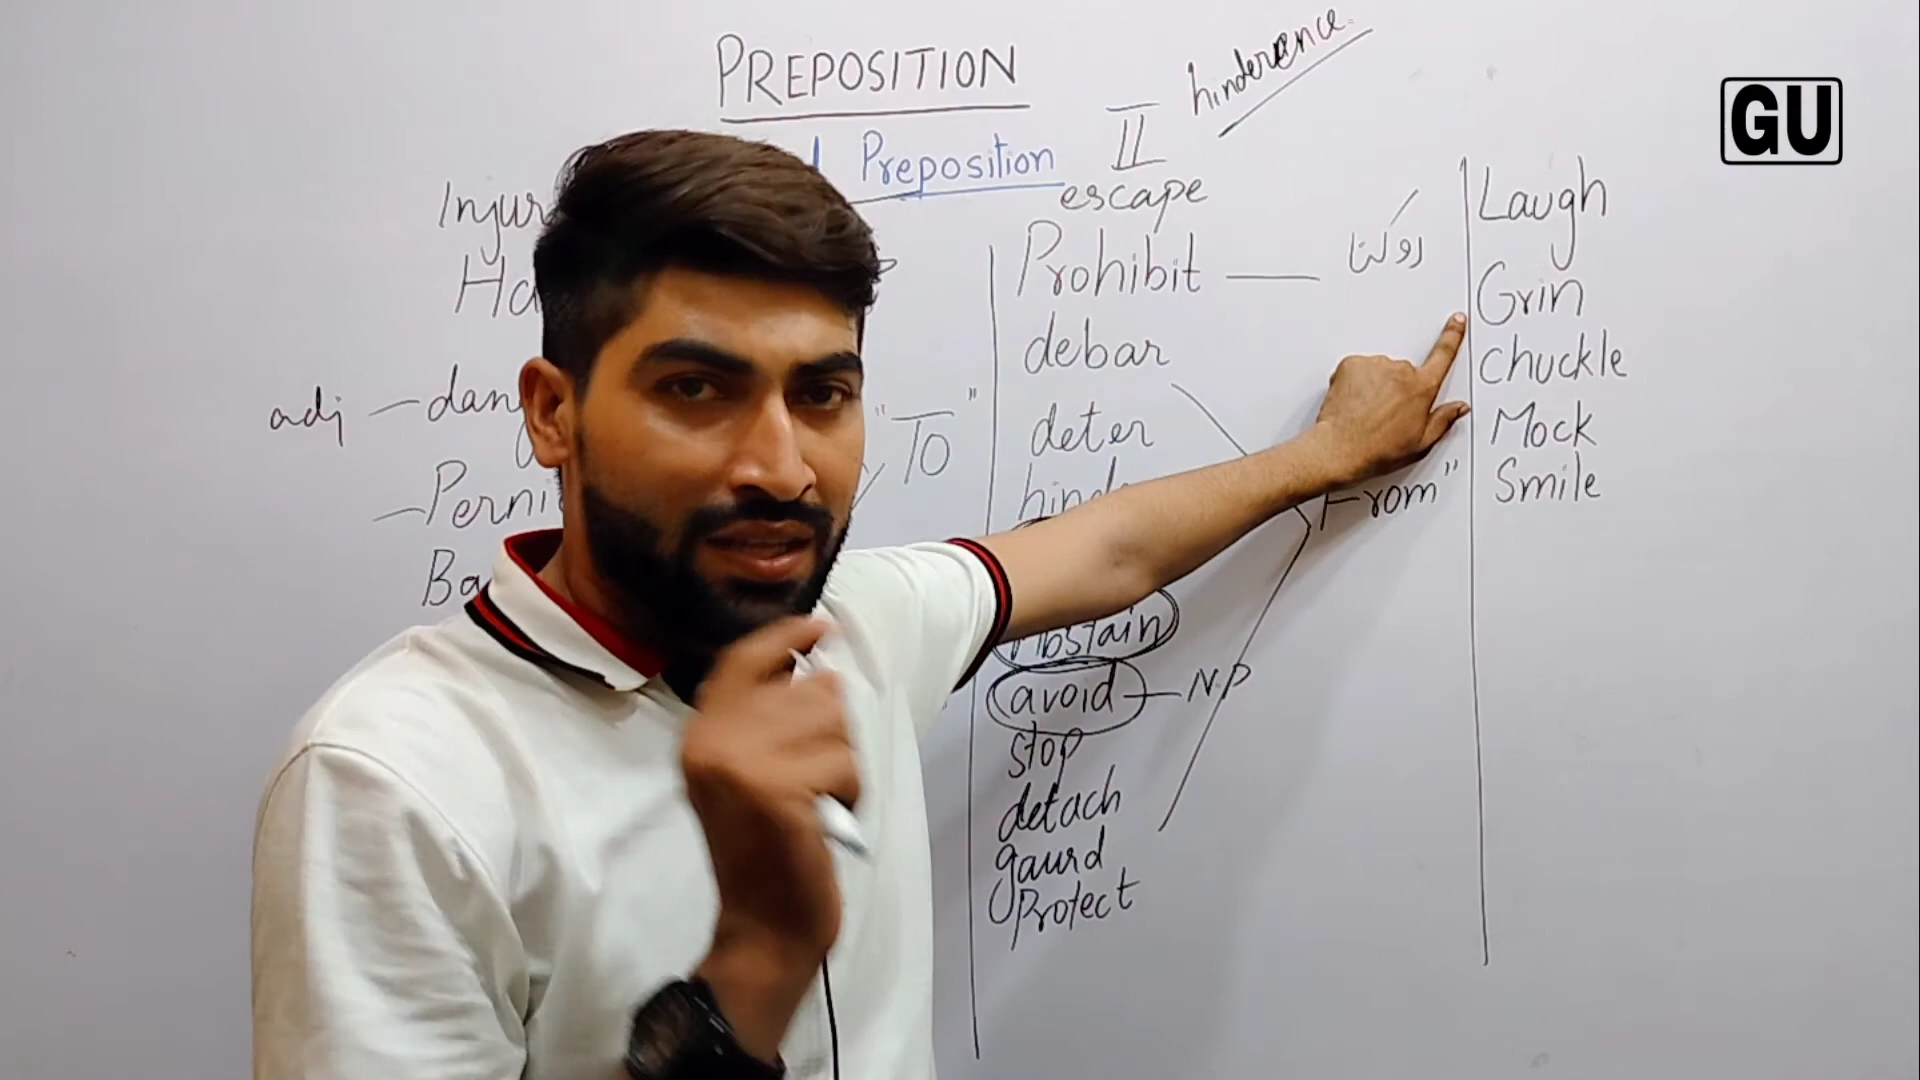 PREPOSITION
hinderence
GU
Preposition II
escape
Prohibit — روکنا
debar
deter
"To"
From"
Abstain
avoid — N.P
stop
detach
gaurd
Protect
adj
Laugh
Grin
chuckle
Mock
Smile